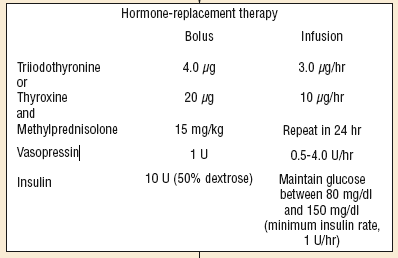 Hormone-replacement therapy
Bolus Infusion
Triiodothyronine 4.0 µg 3.0 µg/hr
or
Thyroxine 20 µg 10 µg/hr
and
Methylprednisolone 15 mg/kg Repeat in 24 hr
Vasopressin 1 U 0.5-4.0 U/hr
Insulin 10 U (50% dextrose) Maintain glucose
between 80 mg/dl
and 150 mg/dl
(minimum insulin rate,
1 U/hr)